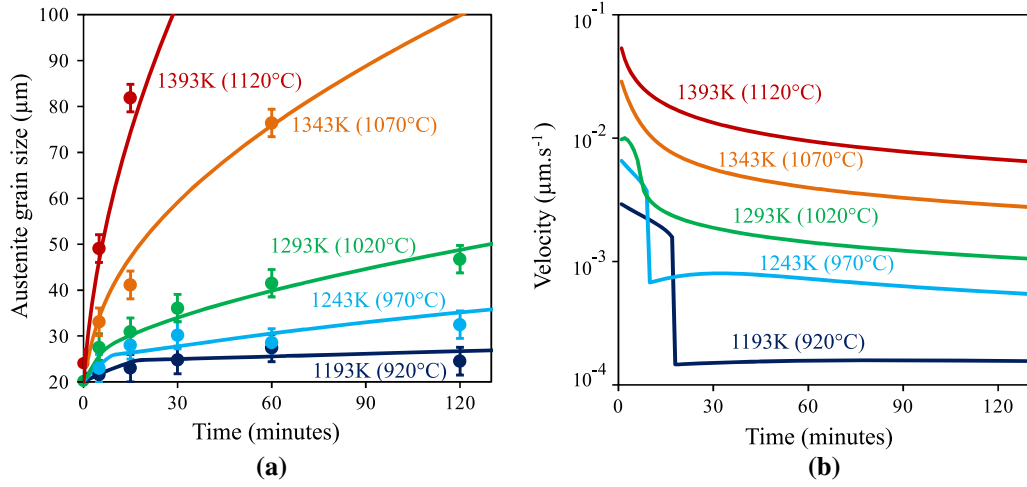 100
90
80
70
60
50
40
30
20
Austenite grain size (μm)
1393K (1120°C)
1343K (1070°C)
1293K (1020°C)
1243K (970°C)
1193K (920°C)
0
30
60
90
120
Time (minutes)
(a)
10-1
10-2
10-3
10-4
Velocity (μm.s-1)
1393K (1120°C)
1343K (1070°C)
1293K (1020°C)
1243K (970°C)
1193K (920°C)
0
30
60
90
120
Time (minutes)
(b)